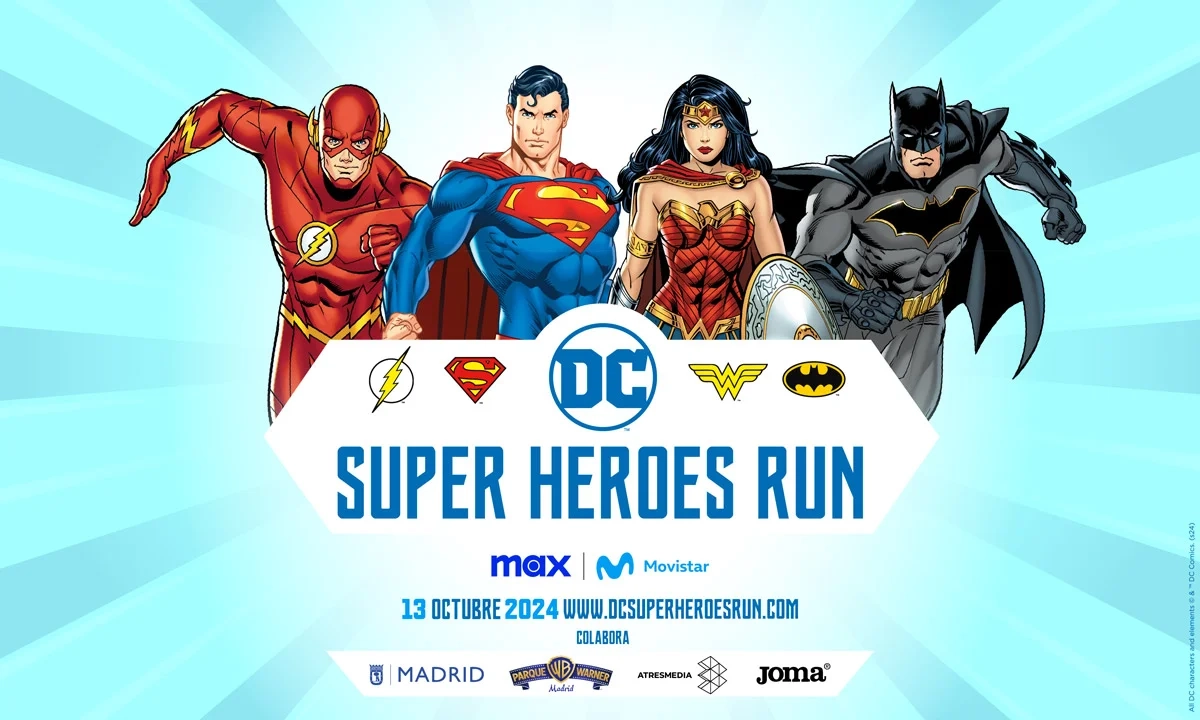 DC
SUPER HEROES RUN
max | Movistar
13 OCTUBRE 2024 WWW.DCSUPERHEROESRUN.COM
COLABORA
MADRID
PARQUE WB WARNER
Madrid
ATRESMEDIA
Joma®
All DC characters and elements © & ™ DC Comics. (s24)